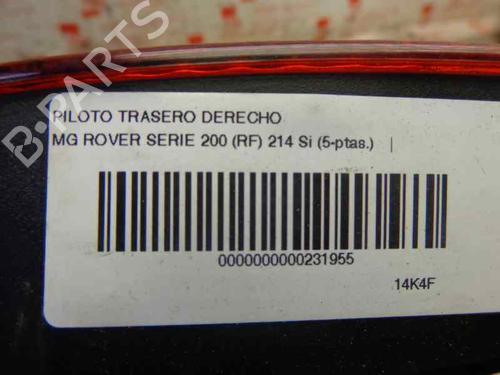 PILOTO TRASERO DERECHO
MG ROVER SERIE 200 (RF) 214 Si (5-ptas.) |
0000000000231955
14K4F
B-PARTS